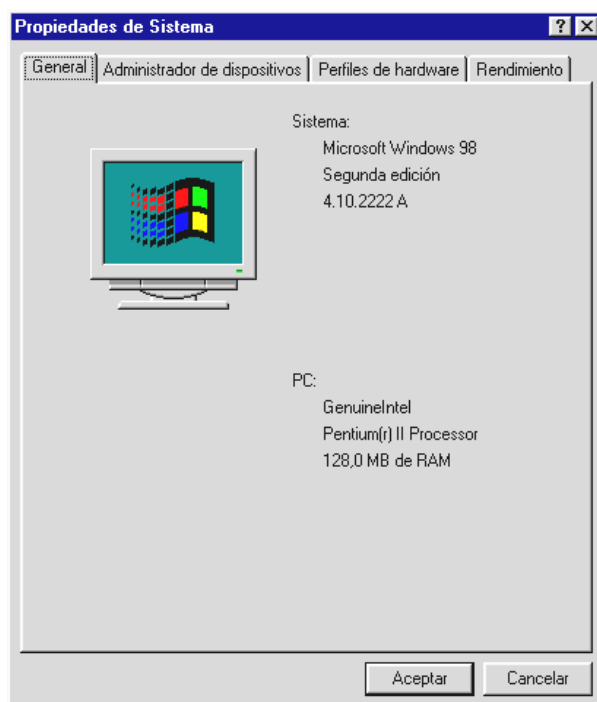 Propiedades de Sistema
General Administrador de dispositivos Perfiles de hardware Rendimiento
Sistema:
Microsoft Windows 98
Segunda edición
4.10.2222 A
PC:
GenuineIntel
Pentium(r) II Processor
128,0 MB de RAM
Aceptar Cancelar